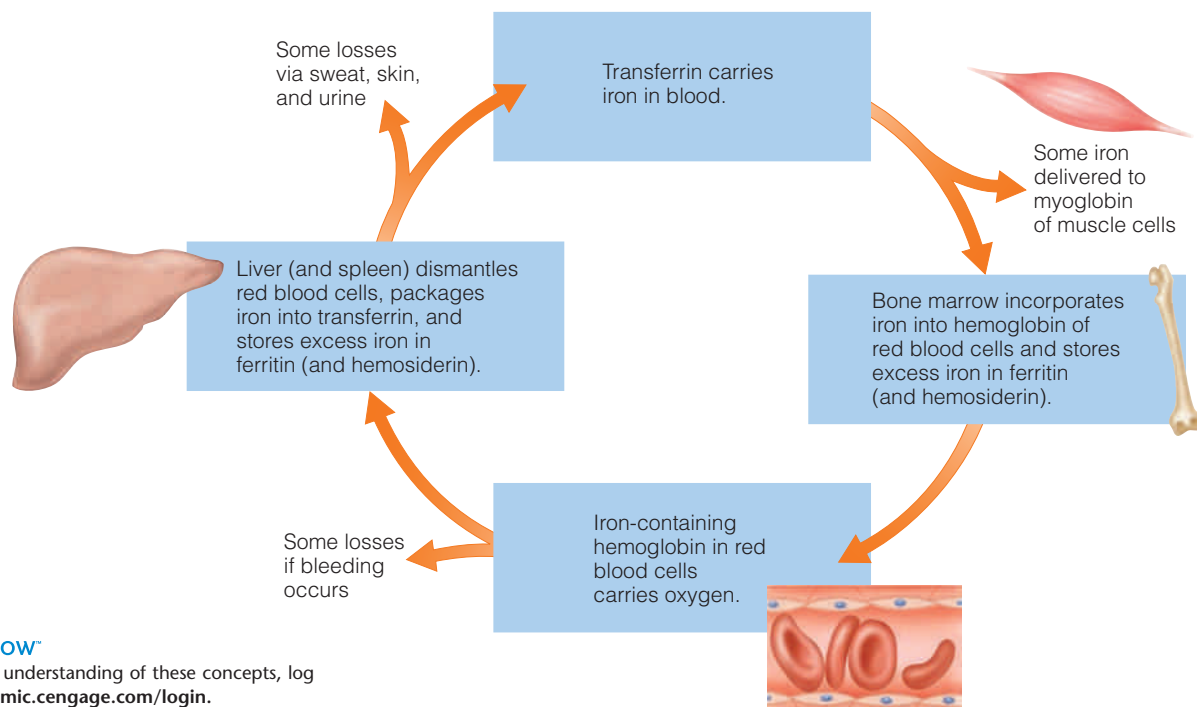 Some losses
via sweat, skin,
and urine
Transferrin carries
iron in blood.
Some iron
delivered to
myoglobin
of muscle cells
Liver (and spleen) dismantles
red blood cells, packages
iron into transferrin, and
stores excess iron in
ferritin (and hemosiderin).
Bone marrow incorporates
iron into hemoglobin of
red blood cells and stores
excess iron in ferritin
(and hemosiderin).
Some losses
if bleeding
occurs
Iron-containing
hemoglobin in red
blood cells
carries oxygen.
OW™
understanding of these concepts, log
mic.cengage.com/login.